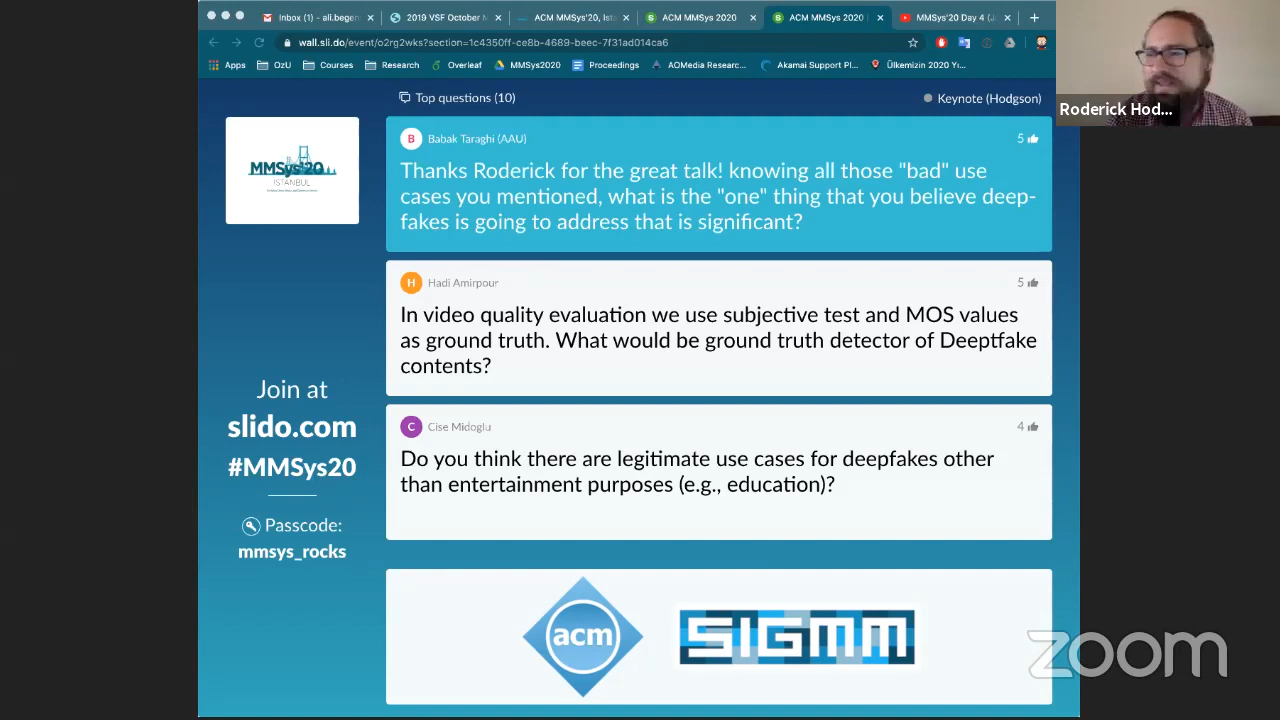 Inbox (1) - ali.begen
2019 VSF October M
ACM MMSys'20, Ista
ACM MMSys 2020
ACM MMSys 2020
MMSys'20 Day 4 (J
wall.sli.do/event/o2rg2wks?section=1c4350ff-ce8b-4689-beec-7f31ad014ca6
Apps
OzU
Courses
Research
Overleaf
MMSys2020
Proceedings
AOMedia Researc...
Akamai Support Pl...
Ülkemizin 2020 Yı...
Roderick Hod...
Top questions (10)
Keynote (Hodgson)
MMSys'20
ISTANBUL
B
Babak Taraghi (AAU)
5
Thanks Roderick for the great talk! knowing all those "bad" use
cases you mentioned, what is the "one" thing that you believe deep-
fakes is going to address that is significant?
H
Hadi Amirpour
5
In video quality evaluation we use subjective test and MOS values
as ground truth. What would be ground truth detector of Deeptfake
contents?
C
Cise Midoglu
4
Do you think there are legitimate use cases for deepfakes other
than entertainment purposes (e.g., education)?
Join at
slido.com
#MMSys20
Passcode:
mmsys_rocks
acm
SIGMM
zoom